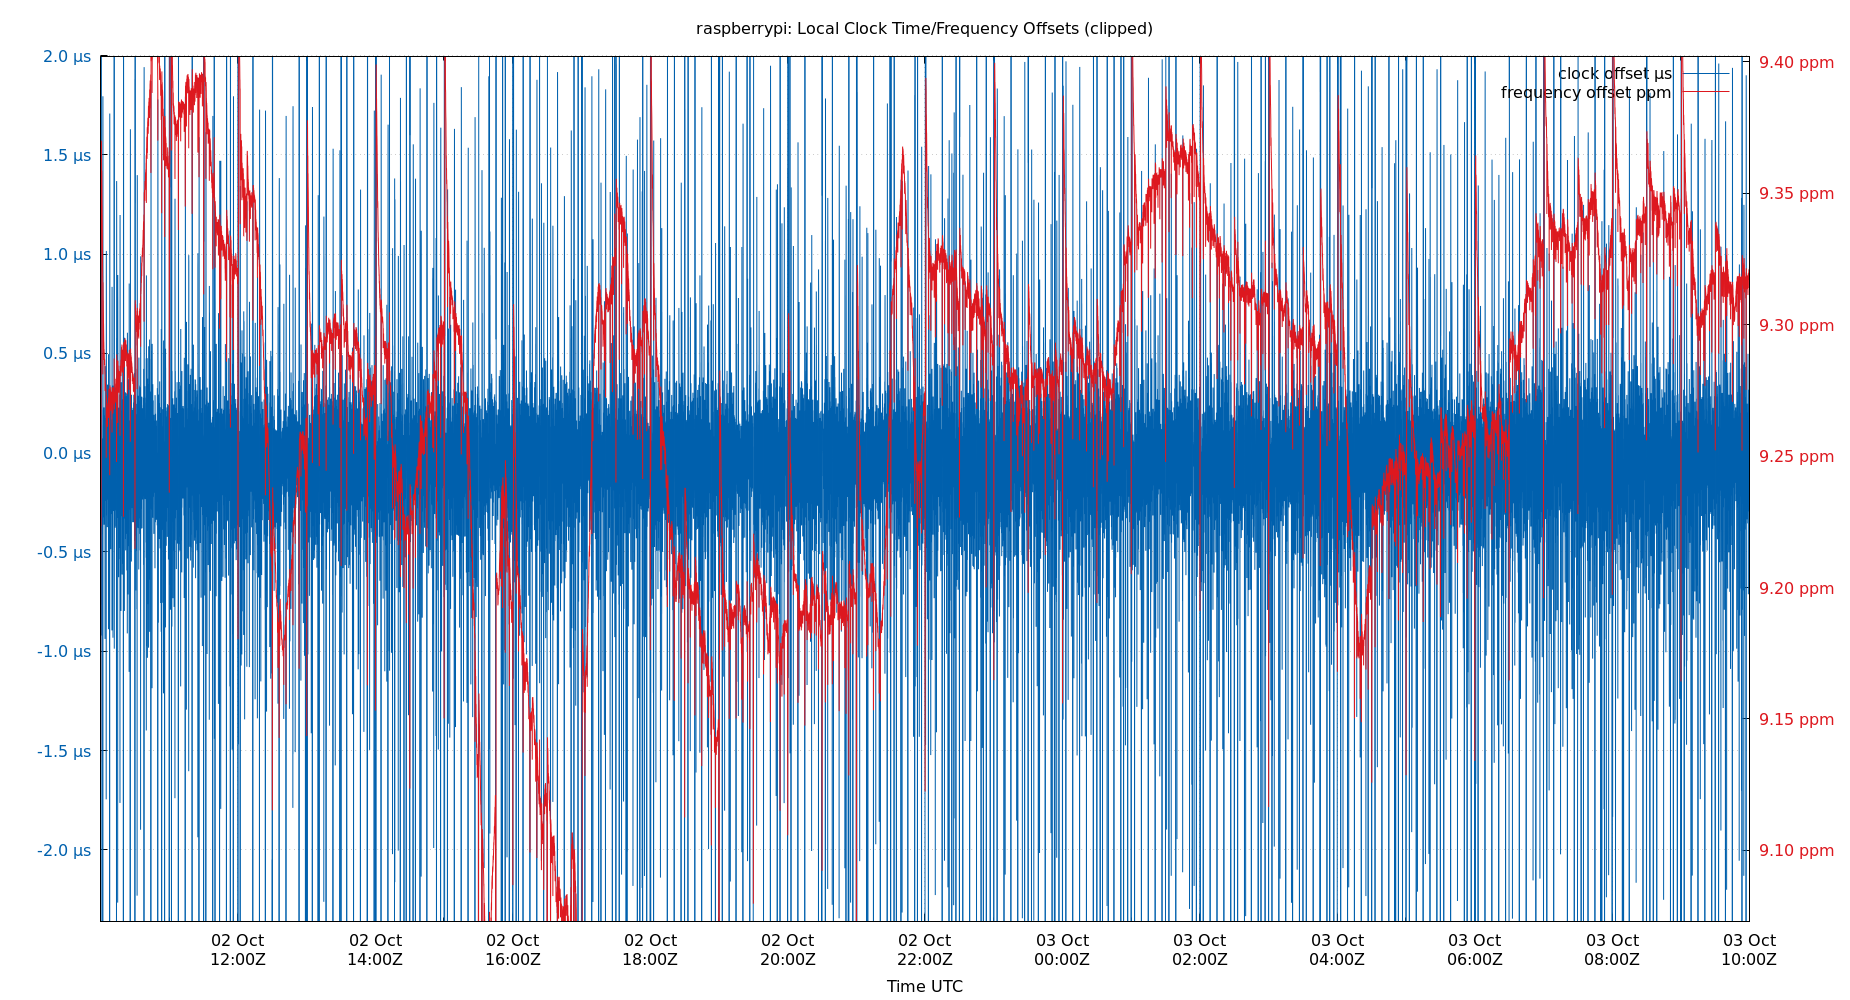 raspberrypi: Local Clock Time/Frequency Offsets (clipped)
2.0 µs
1.5 µs
1.0 µs
0.5 µs
0.0 µs
-0.5 µs
-1.0 µs
-1.5 µs
-2.0 µs
clock offset µs
frequency offset ppm
9.40 ppm
9.35 ppm
9.30 ppm
9.25 ppm
9.20 ppm
9.15 ppm
9.10 ppm
02 Oct 02 Oct 02 Oct 02 Oct 02 Oct 02 Oct 03 Oct 03 Oct 03 Oct 03 Oct 03 Oct 03 Oct
12:00Z 14:00Z 16:00Z 18:00Z 20:00Z 22:00Z 00:00Z 02:00Z 04:00Z 06:00Z 08:00Z 10:00Z
Time UTC